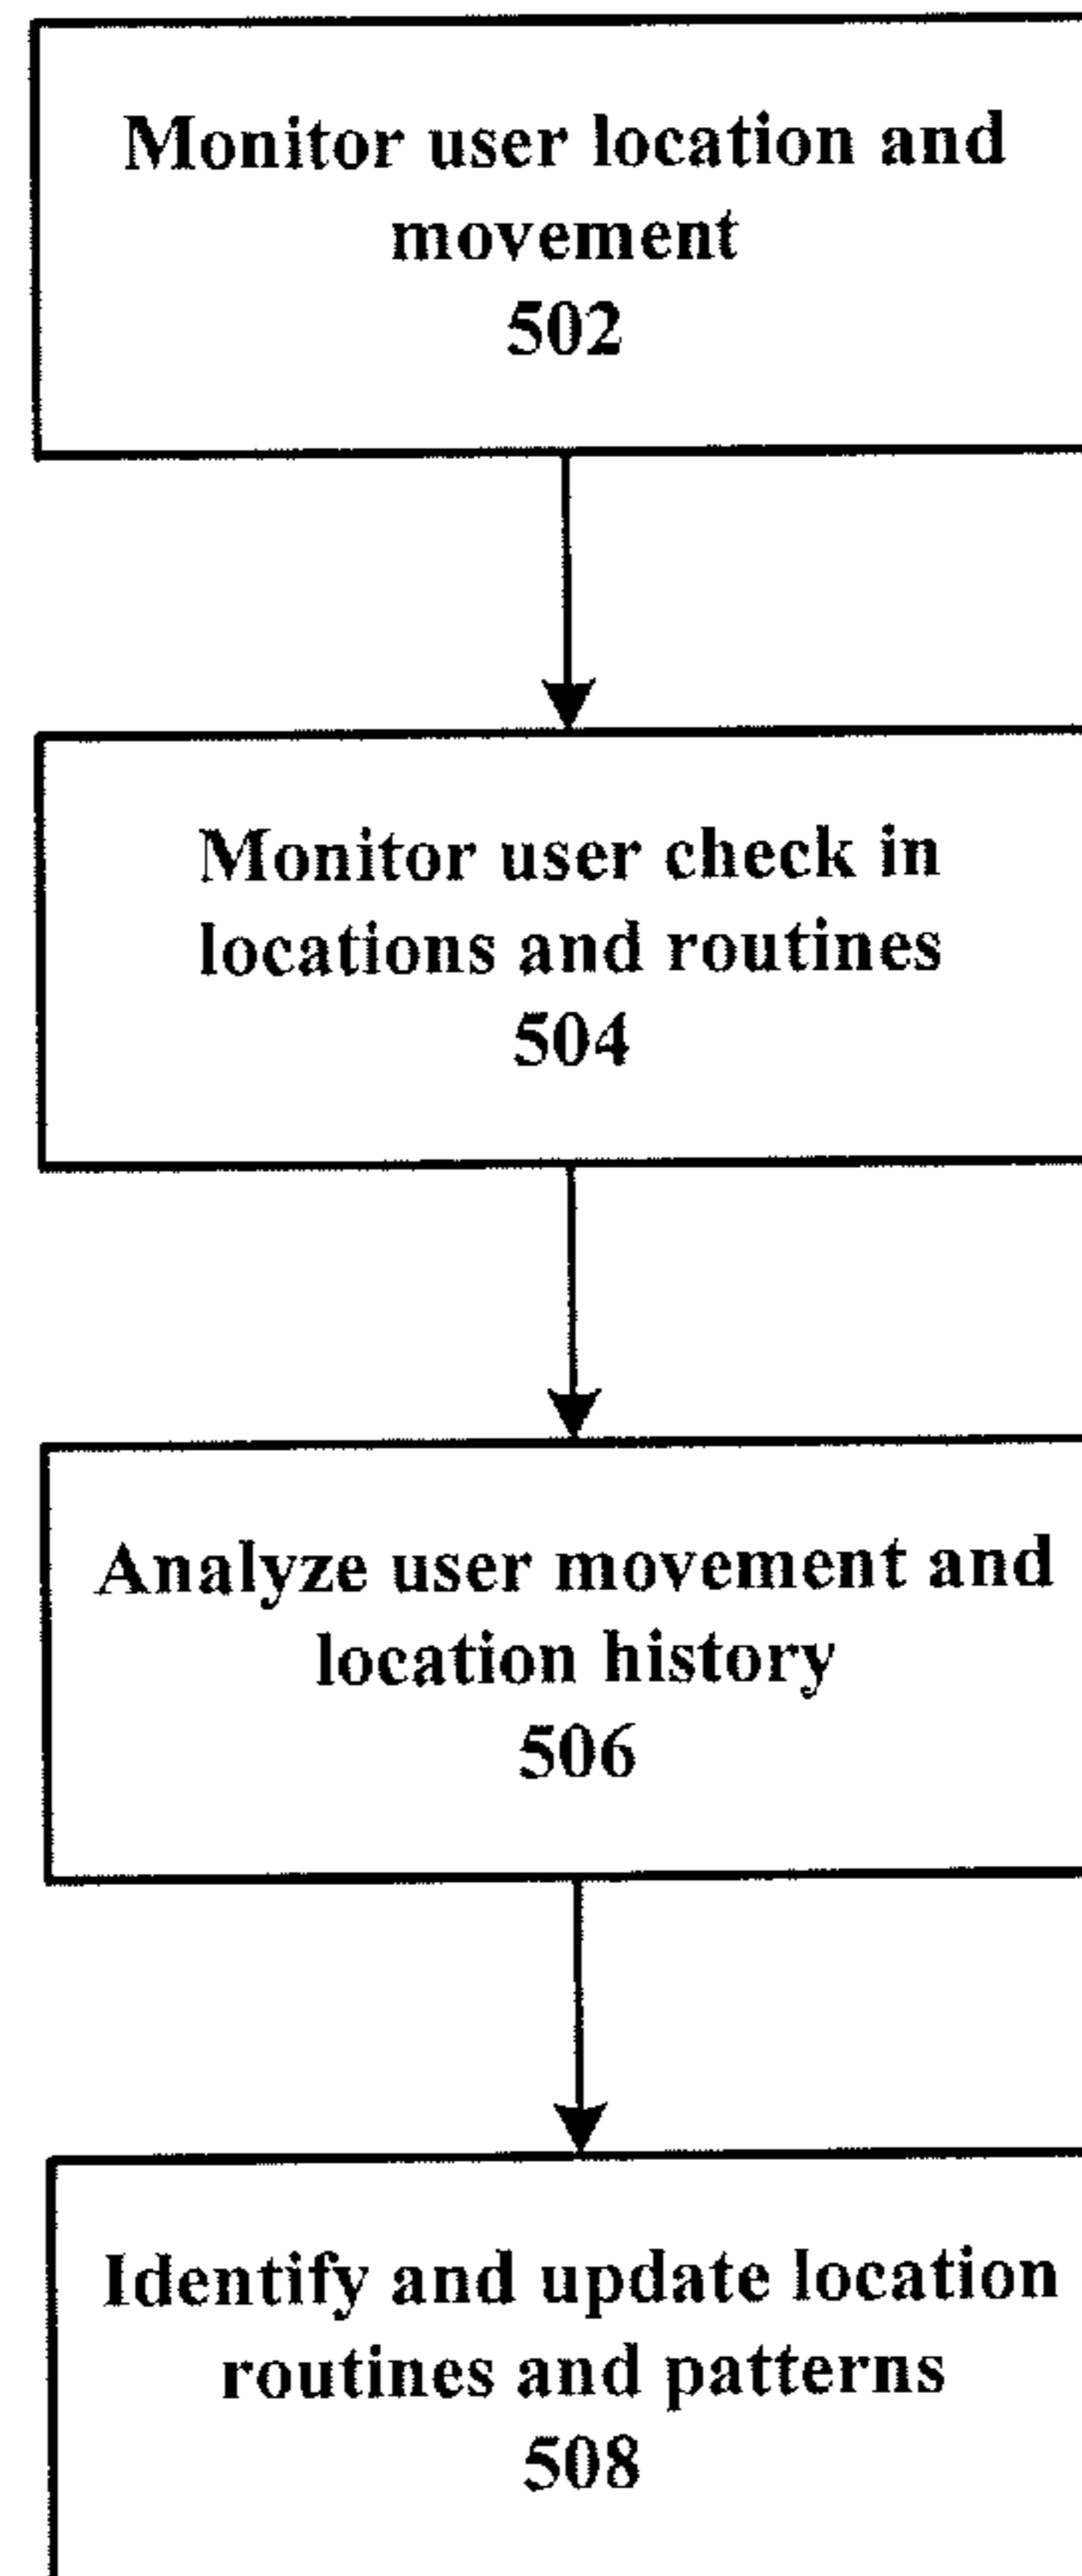 Monitor user location and
movement
502
Monitor user check in
locations and routines
504
Analyze user movement and
location history
506
Identify and update location
routines and patterns
508